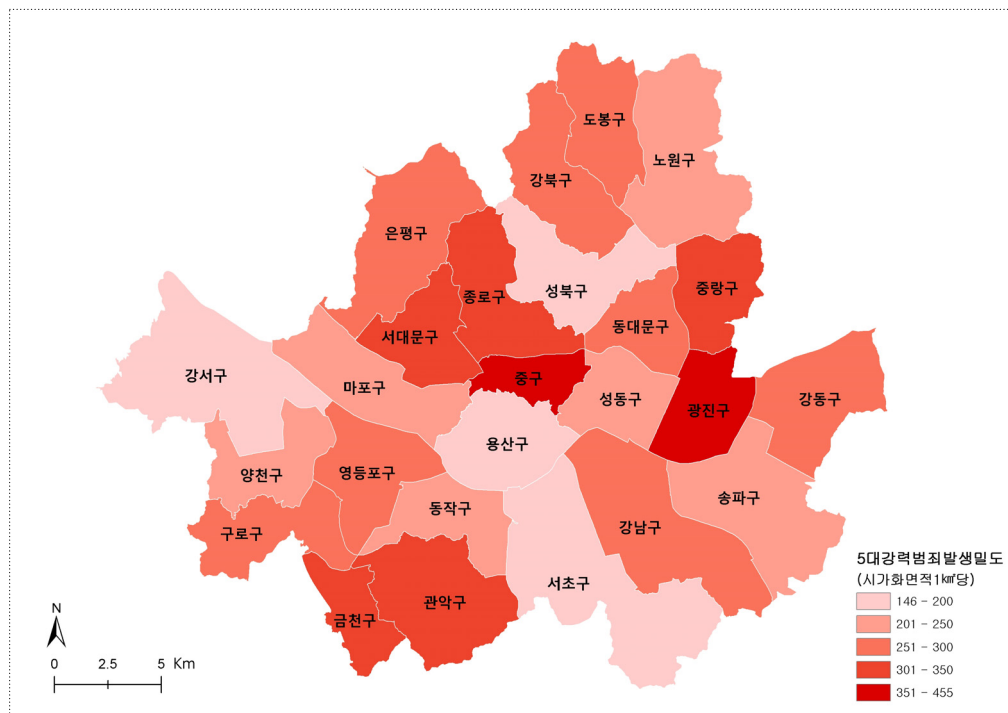 도봉구
노원구
강북구
은평구
성북구
중랑구
종로구
동대문구
서대문구
강서구
마포구
중구
성동구
광진구
강동구
용산구
양천구
영등포구
송파구
동작구
강남구
구로구
서초구
관악구
금천구
5대강력범죄발생밀도
(시가화면적1㎢당)
146 - 200
201 - 250
251 - 300
301 - 350
351 - 455
N
0 2.5 5 Km